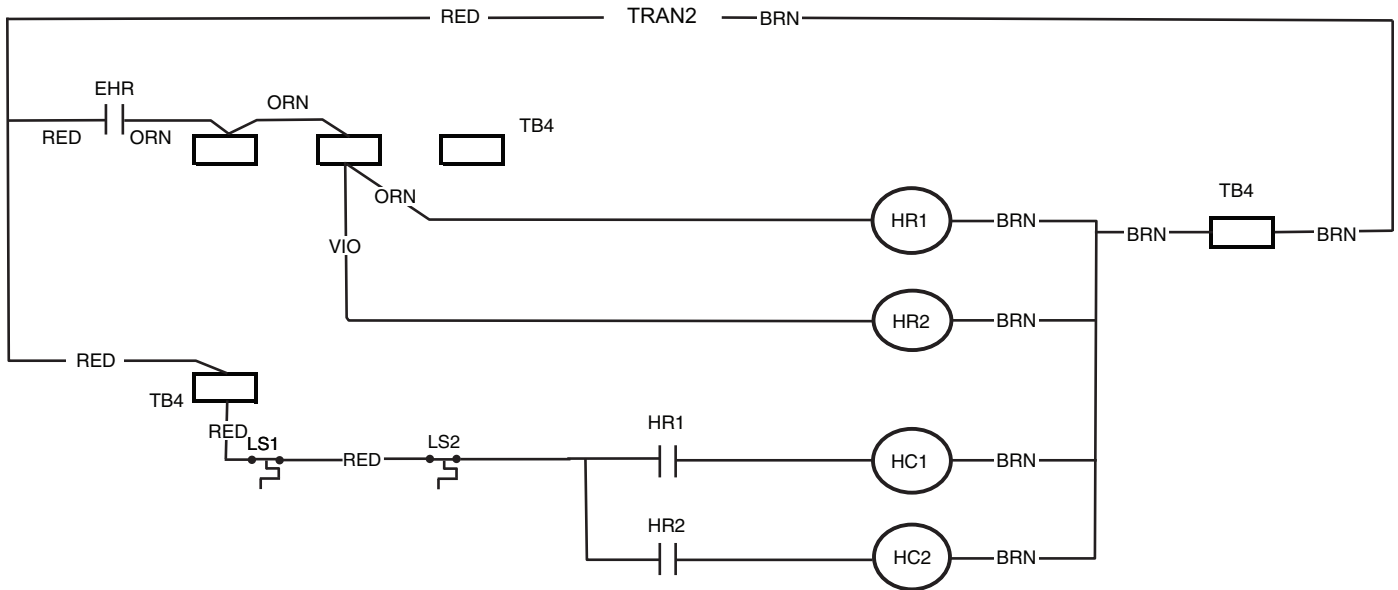 RED TRAN2 BRN
EHR
ORN
TB4
RED ORN
ORN
TB4
HR1 BRN
BRN BRN
VIO
HR2 BRN
RED
TB4
HR1
RED LS1
LS2
RED
HC1 BRN
HR2
HC2 BRN